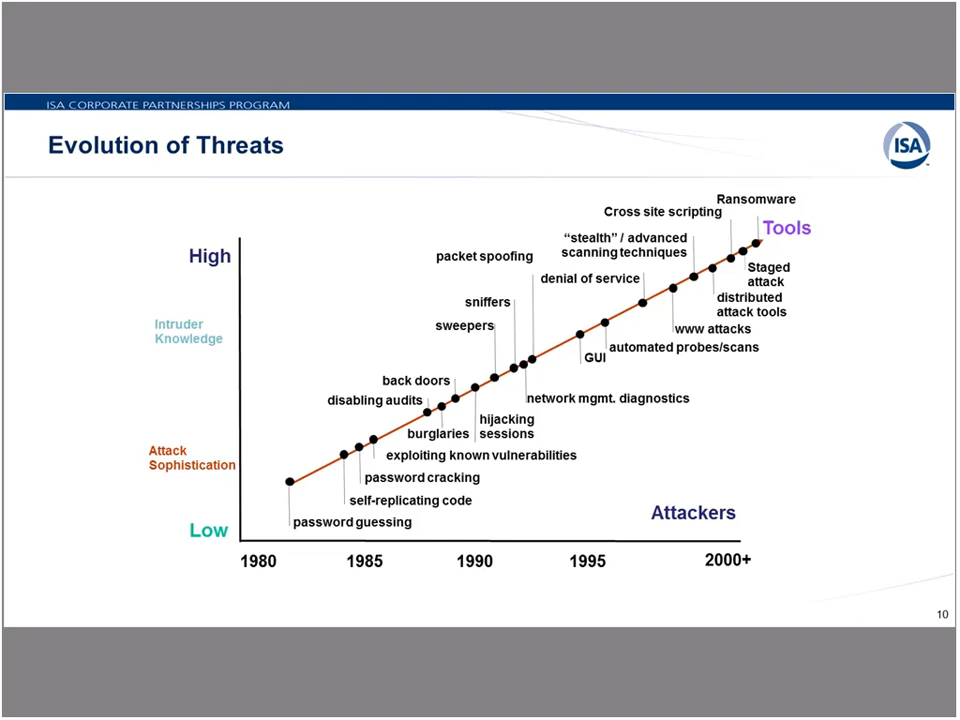 ISA CORPORATE PARTNERSHIPS PROGRAM
Evolution of Threats
ISA
Ransomware
Cross site scripting
Tools
“stealth” / advanced
scanning techniques
High
packet spoofing
Staged
attack
denial of service
distributed
attack tools
sniffers
Intruder
Knowledge
sweepers
www attacks
automated probes/scans
GUI
back doors
disabling audits
network mgmt. diagnostics
hijacking
sessions
burglaries
Attack
Sophistication
exploiting known vulnerabilities
password cracking
self-replicating code
Attackers
password guessing
Low
1980
1985
1990
1995
2000+
10